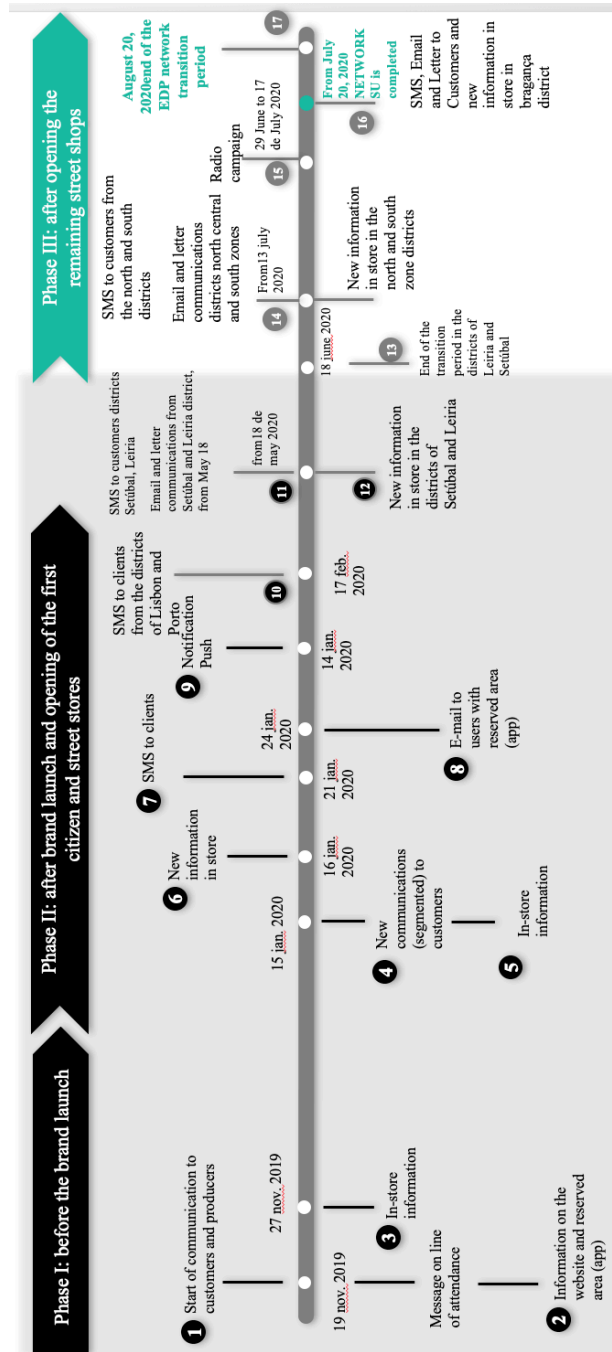 Phase I: before the brand launch
Phase II: after brand launch and opening of the first
citizen and street stores
Phase III: after opening the
remaining street shops
1
Start of communication to
customers and producers
19 nov. 2019
Message on line
of attendance
2
Information on the
website and reserved
area (app)
27 nov. 2019
3
In-store
information
15 jan. 2020
4
New
communications
(segmented) to
customers
5
In-store
information
6
New
information
in store
16 jan.
2020
7
SMS to clients
21 jan.
2020
24 jan.
2020
8
E-mail to
users with
reserved area
(app)
9
Notification
Push
14 jan.
2020
SMS to clients
from the districts
of Lisbon and
Porto
10
17 feb.
2020
SMS to customers districts
Setúbal, Leiria
Email and letter
communications from
Setúbal and Leiria district,
from May 18
from18 de
may 2020
11
12
New information
in store in the
districts of
Setúbal and Leiria
18 june 2020
13
End of the
transition
period in the
districts of
Leiria and
Setúbal
SMS to customers from
the north and south
districts
Email and letter
communications
districts north central
and south zones
From13 july
2020
14
New information
in store in the
north and south
zone districts
Radio
campaign
29 June to 17
de July 2020
15
From July
20, 2020
NETWORK
SU is
completed
16
SMS, Email
and Letter to
Customers and
new
information in
store in
bragança
district
August 20,
2020end of the
EDP network
transition
period
17